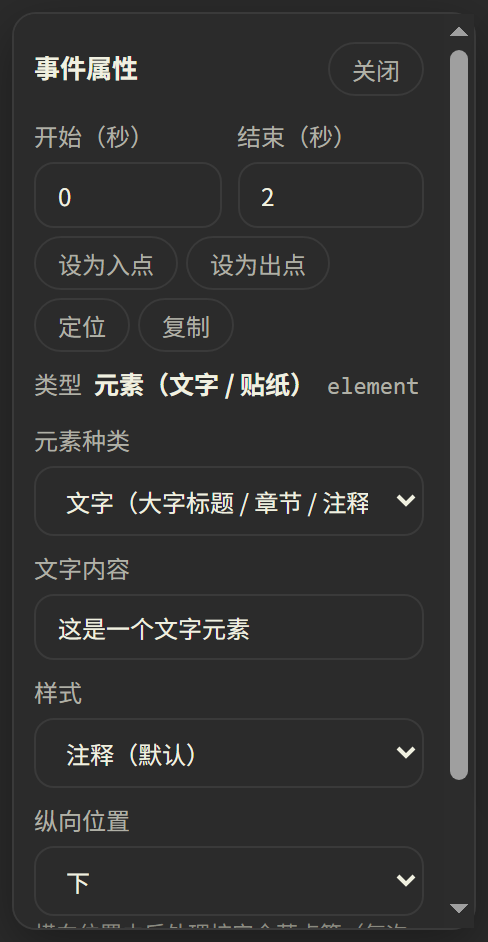 事件属性 关闭
开始（秒） 结束（秒）
0 2
设为入点 设为出点
定位 复制
类型 元素（文字 / 贴纸） element
元素种类
文字（大字标题 / 章节 / 注释
文字内容
这是一个文字元素
样式
注释（默认）
纵向位置
下